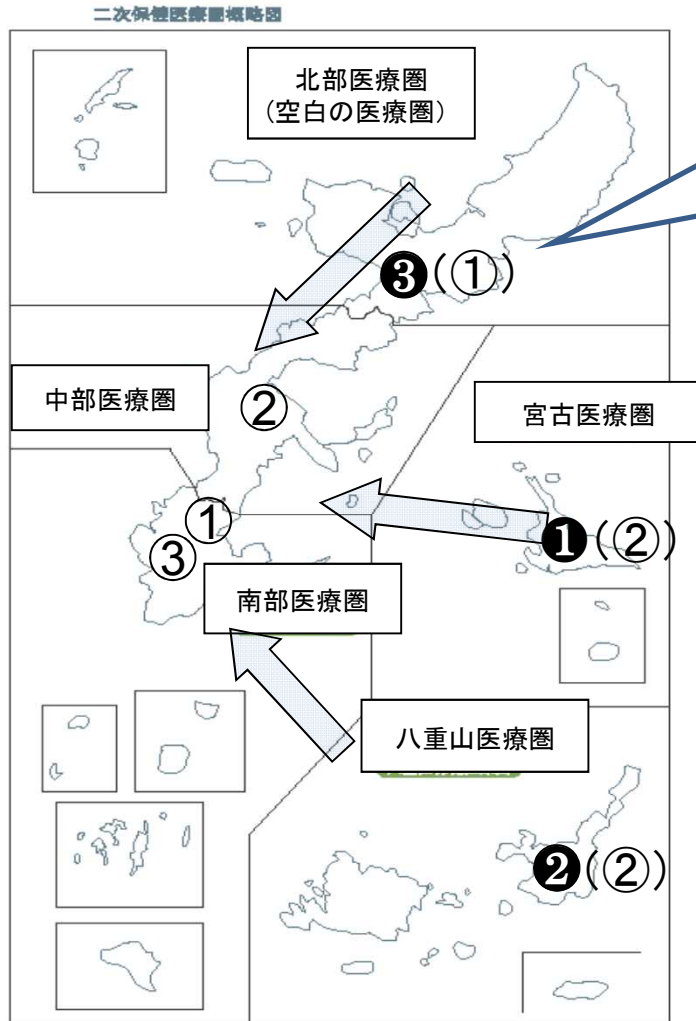 二次保健医療圏概略図
北部医療圏
(空白の医療圏)
❸(①)
中部医療圏
②
宮古医療圏
①
❶(②)
③
南部医療圏
八重山医療圏
❷(②)